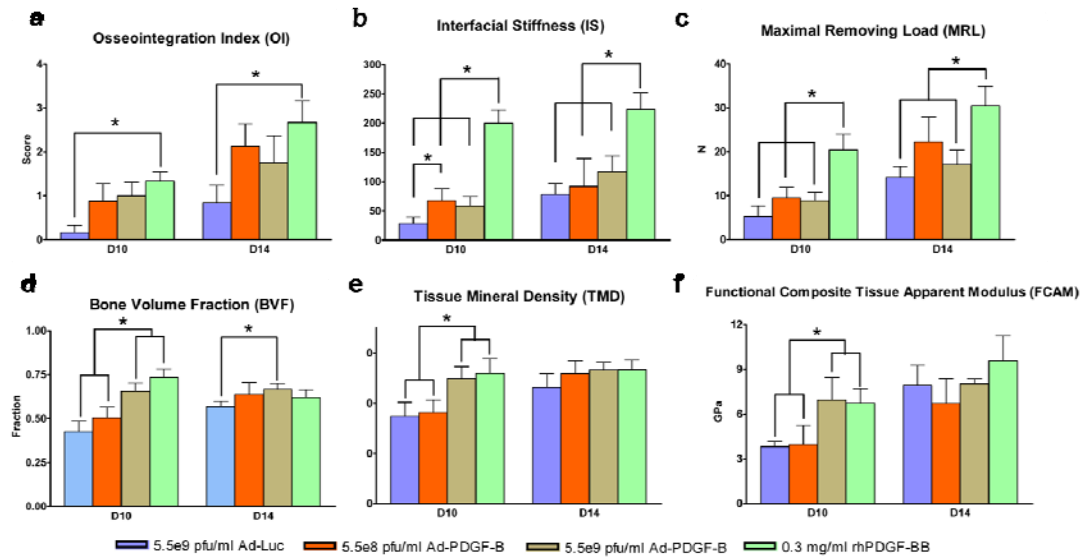 a
Osseointegration Index (OI)
Score
4
3
2
1
0
*
*
D10
D14
b
Interfacial Stiffness (IS)
300
250
200
150
100
50
0
*
*
*
D10
D14
c
Maximal Removing Load (MRL)
N
40
30
20
10
0
*
*
D10
D14
d
Bone Volume Fraction (BVF)
Fraction
1.00
0.75
0.50
0.25
0.00
*
*
D10
D14
e
Tissue Mineral Density (TMD)
0
0
0
0
*
D10
D14
f
Functional Composite Tissue Apparent Modulus (FCAM)
GPa
12
9
6
3
0
*
D10
D14
5.5e9 pfu/ml Ad-Luc
5.5e8 pfu/ml Ad-PDGF-B
5.5e9 pfu/ml Ad-PDGF-B
0.3 mg/ml rhPDGF-BB